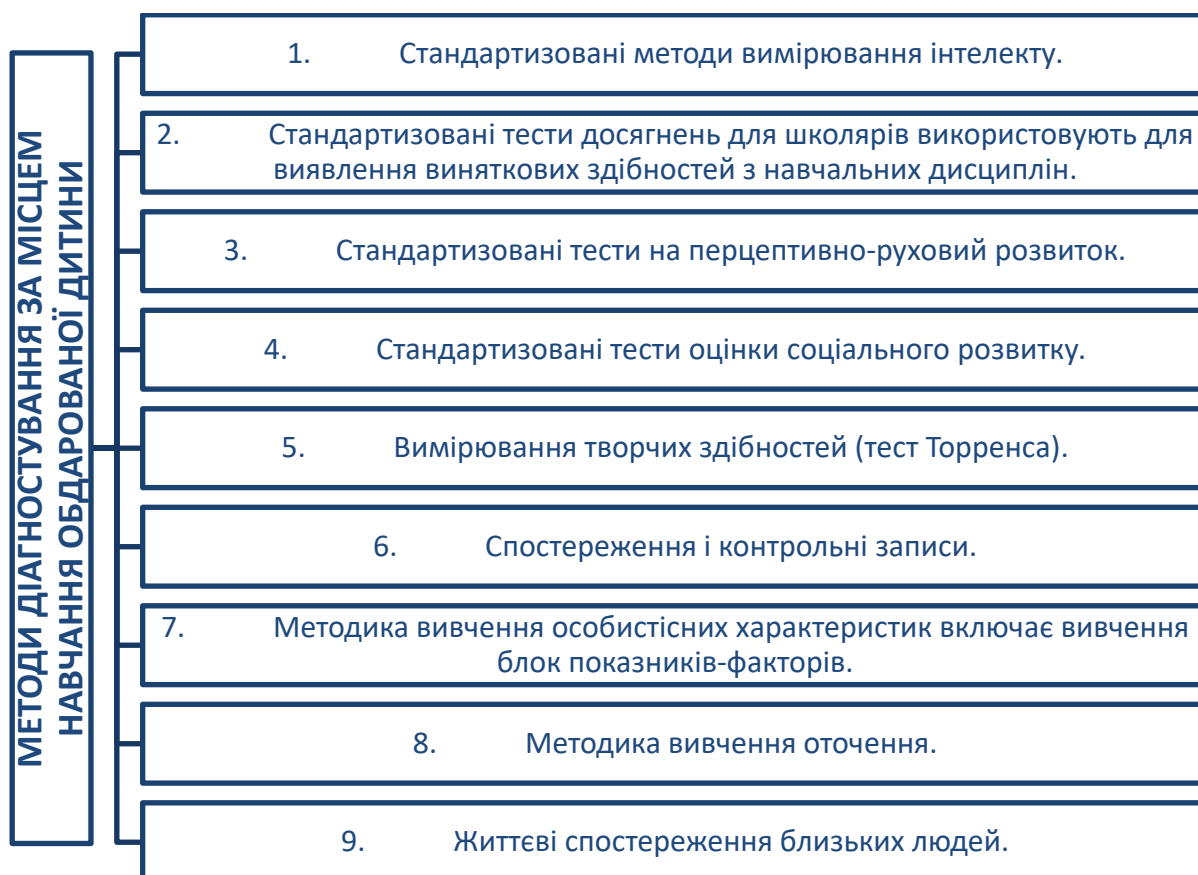 МЕТОДИ ДІАГНОСТУВАННЯ ЗА МІСЦЕМ
НАВЧАННЯ ОБДАРОВАНОЇ ДИТИНИ
1. Стандартизовані методи вимірювання інтелекту.
2. Стандартизовані тести досягнень для школярів використовують для
виявлення виняткових здібностей з навчальних дисциплін.
3. Стандартизовані тести на перцептивно-руховий розвиток.
4. Стандартизовані тести оцінки соціального розвитку.
5. Вимірювання творчих здібностей (тест Торренса).
6. Спостереження і контрольні записи.
7. Методика вивчення особистісних характеристик включає вивчення
блок показників-факторів.
8. Методика вивчення оточення.
9. Життєві спостереження близьких людей.